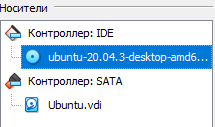 Носители
Контроллер: IDE
ubuntu-20.04.3-desktop-amd6...
Контроллер: SATA
Ubuntu.vdi